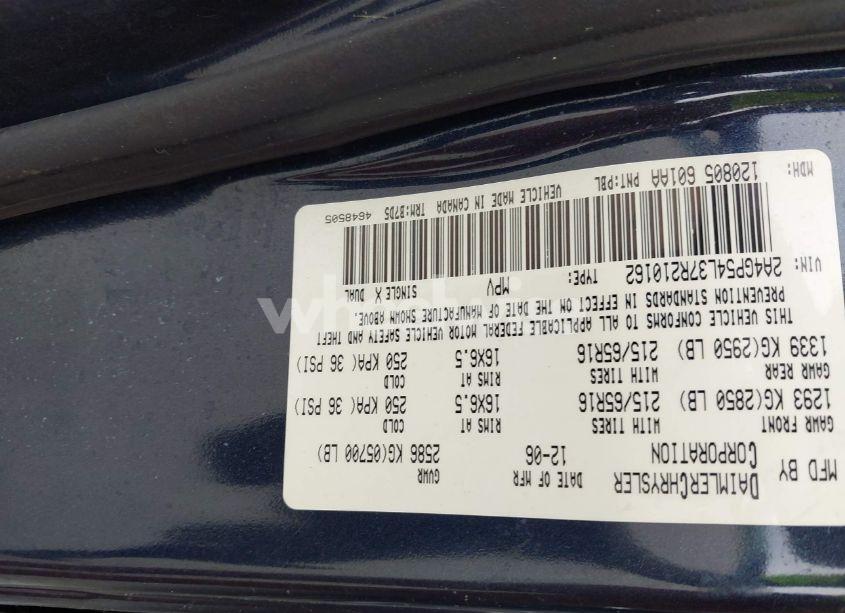 MFD BY DAIMLERCHRYSLER CORPORATION DATE OF MFR 12-06 GVWR 2586 KG(05700 LB)
GAWR FRONT WITH TIRES RIMS AT COLD
1293 KG(2850 LB) 215/65R16 16X6.5 250 KPA(36 PSI)
GAWR REAR WITH TIRES RIMS AT COLD
1339 KG(2950 LB) 215/65R16 16X6.5 250 KPA(36 PSI)
THIS VEHICLE CONFORMS TO ALL APPLICABLE FEDERAL MOTOR VEHICLE SAFETY AND THEFT
PREVENTION STANDARDS IN EFFECT ON THE DATE OF MANUFACTURE SHOWN ABOVE.
VIN: 2A4GP54L37R210162 TYPE: MPV SINGLE X DUAL
VEHICLE MADE IN CANADA TRM:B7D5 4648505
MDH: 120805 601AA PNT:PBL